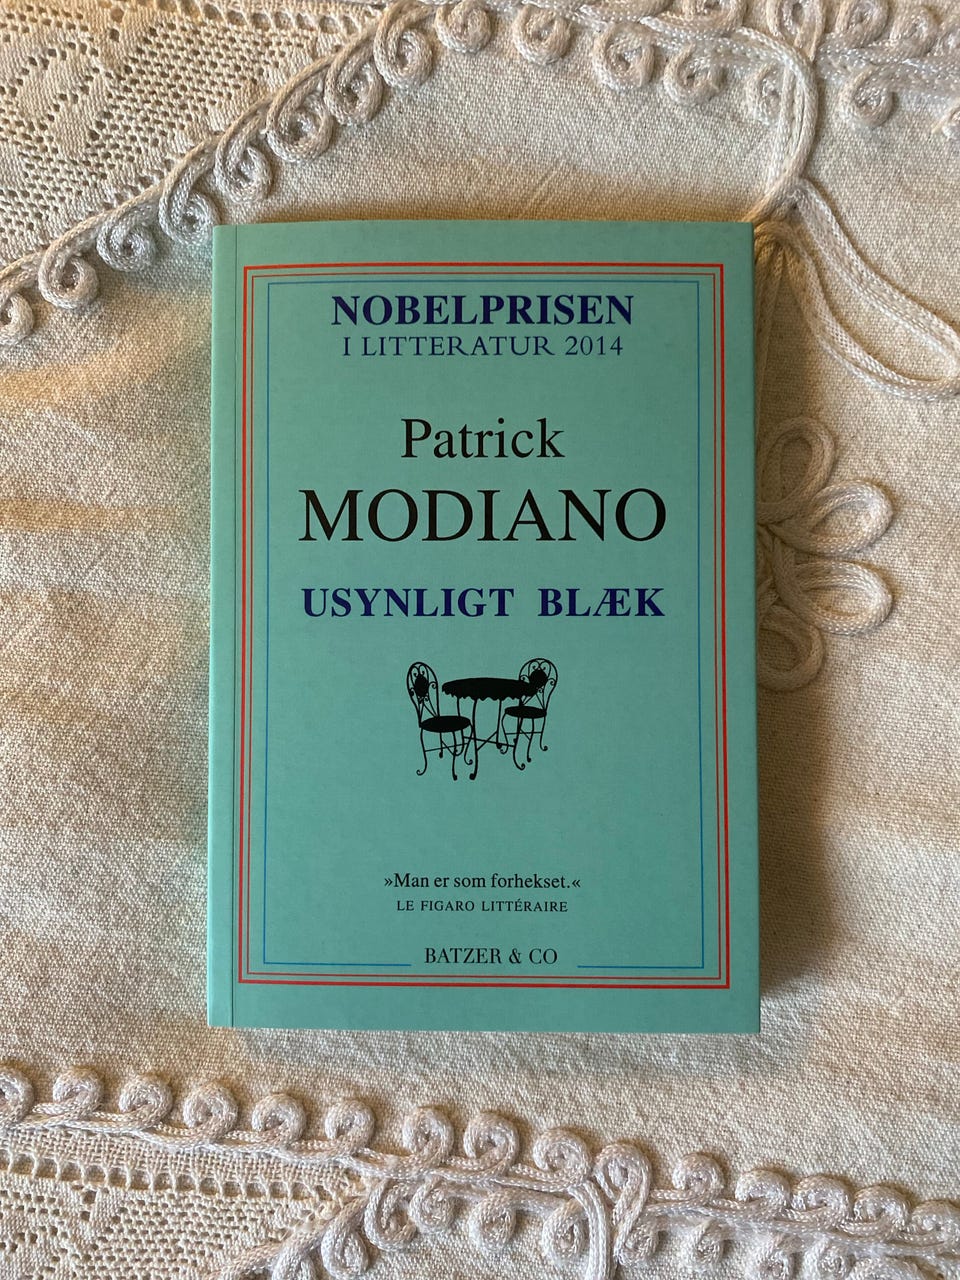 NOBELPRISEN
I LITTERATUR 2014
Patrick
MODIANO
USYNLIGT BLÆK
»Man er som forhekset.«
LE FIGARO LITTÉRAIRE
BATZER & CO